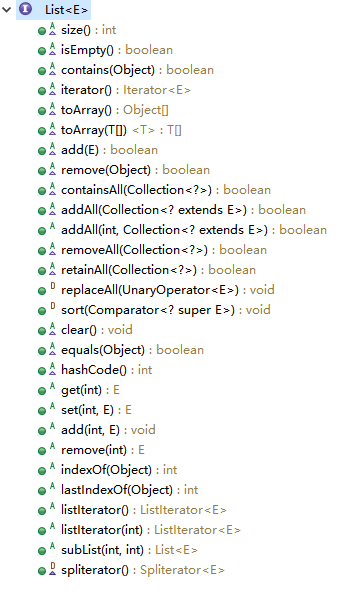 I List<E>
A size() : int
A isEmpty() : boolean
A contains(Object) : boolean
A iterator() : Iterator<E>
A toArray() : Object[]
A toArray(T[]) <T> : T[]
A add(E) : boolean
A remove(Object) : boolean
A containsAll(Collection<?>) : boolean
A addAll(Collection<? extends E>) : boolean
A addAll(int, Collection<? extends E>) : boolean
A removeAll(Collection<?>) : boolean
A retainAll(Collection<?>) : boolean
D replaceAll(UnaryOperator<E>) : void
D sort(Comparator<? super E>) : void
A clear() : void
A equals(Object) : boolean
A hashCode() : int
A get(int) : E
A set(int, E) : E
A add(int, E) : void
A remove(int) : E
A indexOf(Object) : int
A lastIndexOf(Object) : int
A listIterator() : ListIterator<E>
A listIterator(int) : ListIterator<E>
A subList(int, int) : List<E>
D spliterator() : Spliterator<E>